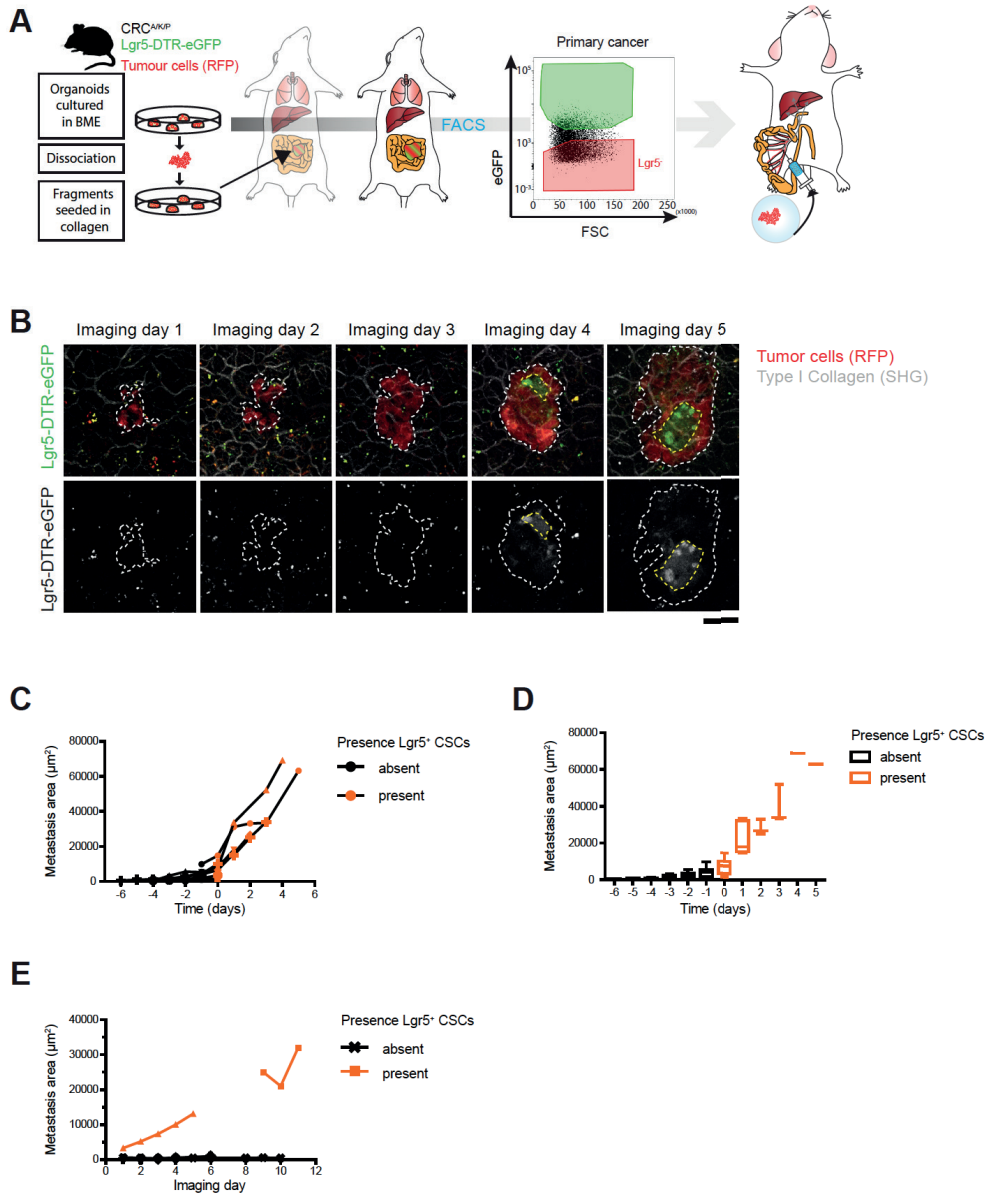 A
CRCA/K/P
Lgr5-DTR-eGFP
Tumour cells (RFP)
Organoids
cultured
in BME
Dissociation
Fragments
seeded in
collagen
FACS
Primary cancer
10⁵
10³
10⁻³
eGFP
Lgr5⁻
0 50 100 150 200 250
(x1000)
FSC
B
Imaging day 1 Imaging day 2 Imaging day 3 Imaging day 4 Imaging day 5
Lgr5-DTR-eGFP
Tumor cells (RFP)
Type I Collagen (SHG)
Lgr5-DTR-eGFP
C
Metastasis area (µm²)
80000
60000
40000
20000
0
-6 -4 -2 0 2 4 6
Time (days)
Presence Lgr5⁺ CSCs
absent
present
D
Metastasis area (µm²)
80000
60000
40000
20000
0
-6 -5 -4 -3 -2 -1 0 1 2 3 4 5
Time (days)
Presence Lgr5⁺ CSCs
absent
present
E
Metastasis area (µm²)
40000
30000
20000
10000
0
0 2 4 6 8 10 12
Imaging day
Presence Lgr5⁺ CSCs
absent
present